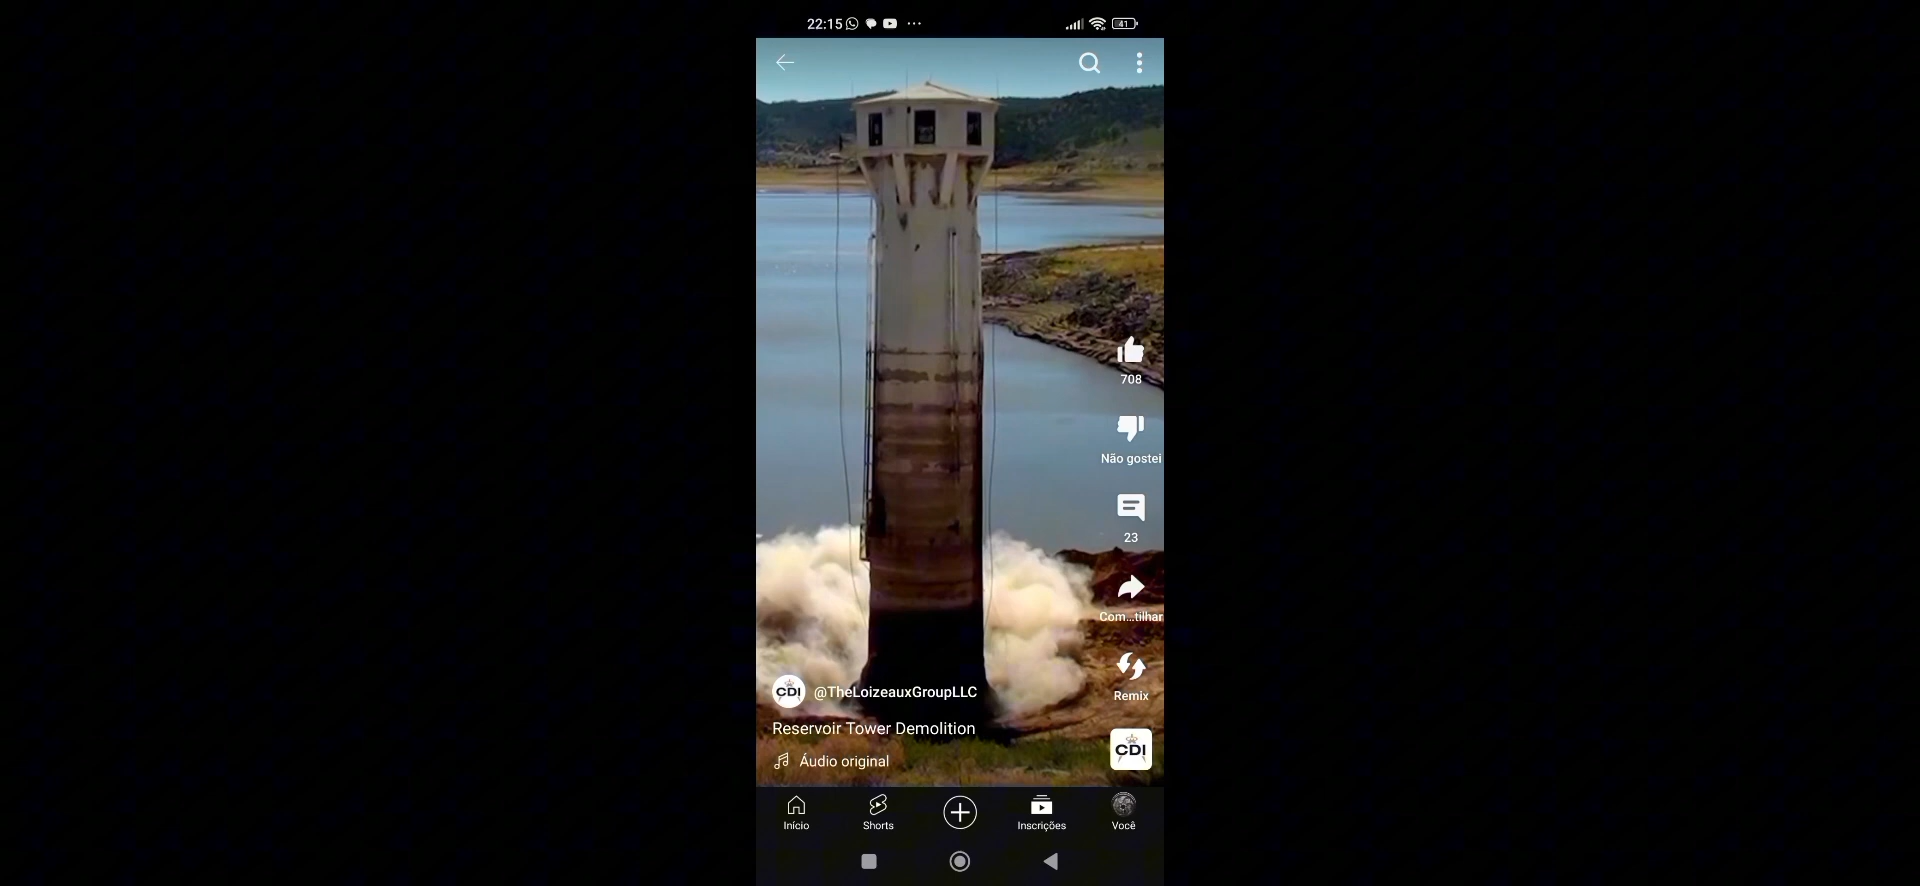 22:15
41
708
Não gostei
23
Com...tilhar
Remix
CDI @TheLoizeauxGroupLLC
Reservoir Tower Demolition
Áudio original
CDI
Início Shorts Inscrições Você